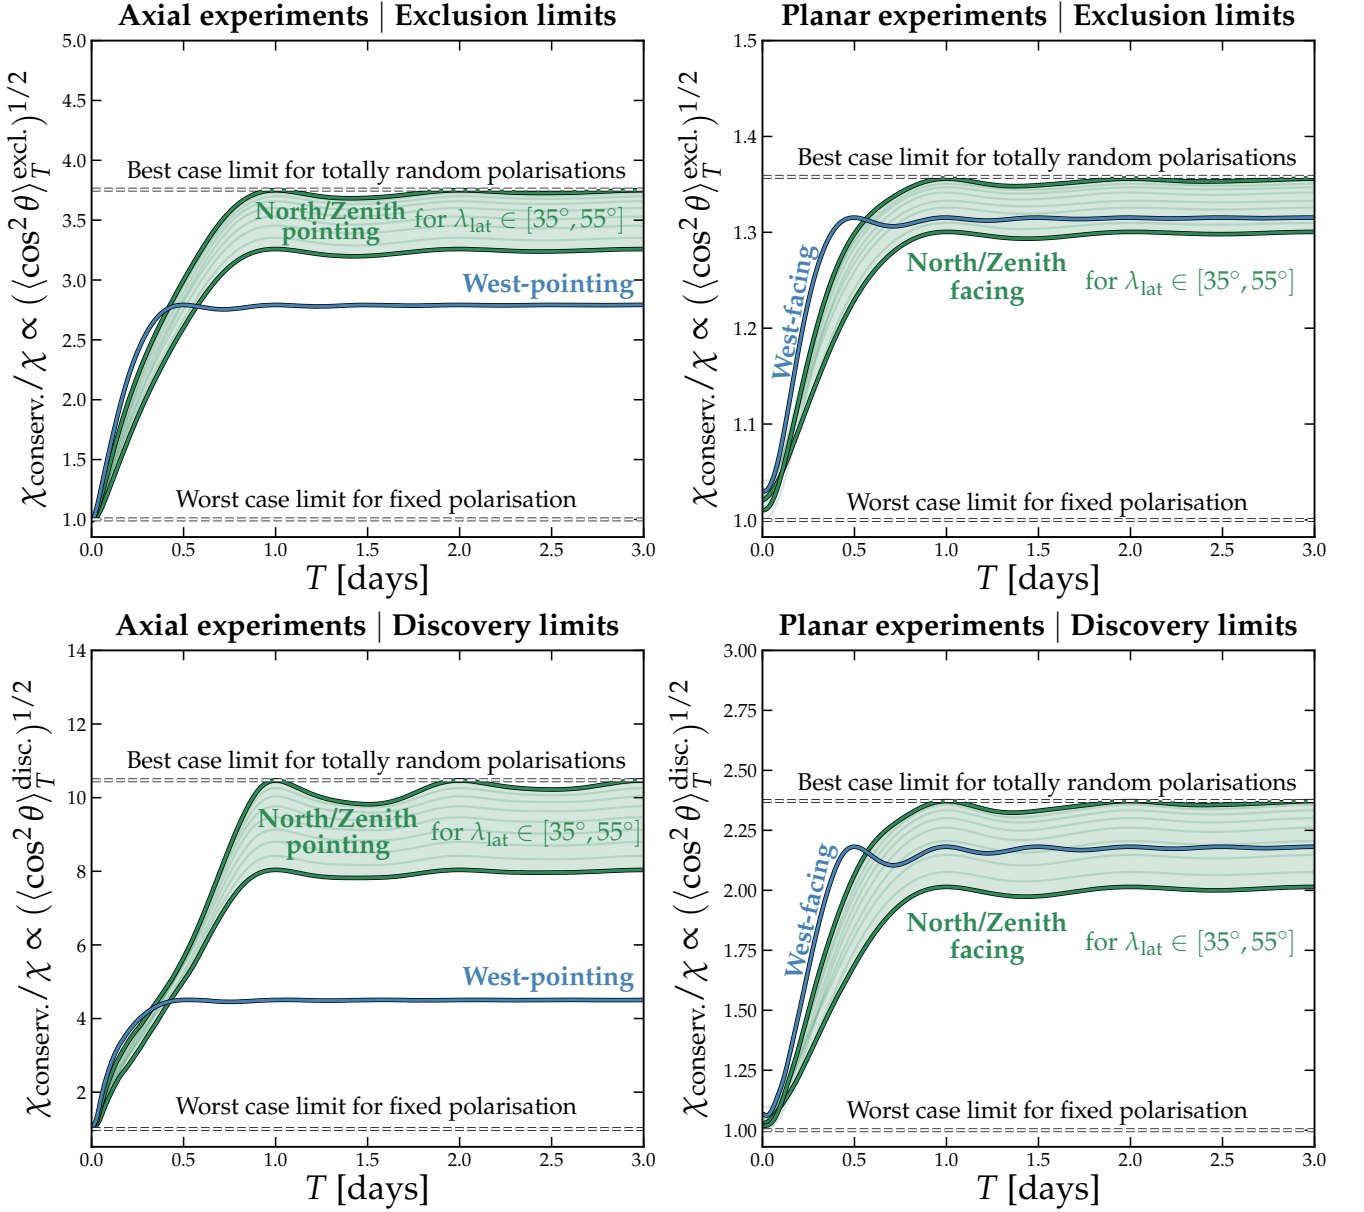 Axial experiments | Exclusion limits
5.0
4.5
4.0
3.5
3.0
2.5
2.0
1.5
1.0
χconserv./χ ∝ (⟨cos² θ⟩_T^excl.)^1/2
Best case limit for totally random polarisations
North/Zenith
pointing
for λlat ∈ [35°, 55°]
West-pointing
Worst case limit for fixed polarisation
0.0 0.5 1.0 1.5 2.0 2.5 3.0
T [days]
Planar experiments | Exclusion limits
1.5
1.4
1.3
1.2
1.1
1.0
χconserv./χ ∝ (⟨cos² θ⟩_T^excl.)^1/2
Best case limit for totally random polarisations
West-facing
North/Zenith
facing
for λlat ∈ [35°, 55°]
Worst case limit for fixed polarisation
0.0 0.5 1.0 1.5 2.0 2.5 3.0
T [days]
Axial experiments | Discovery limits
14
12
10
8
6
4
2
χconserv./χ ∝ (⟨cos² θ⟩_T^disc.)^1/2
Best case limit for totally random polarisations
North/Zenith
pointing
for λlat ∈ [35°, 55°]
West-pointing
Worst case limit for fixed polarisation
0.0 0.5 1.0 1.5 2.0 2.5 3.0
T [days]
Planar experiments | Discovery limits
3.00
2.75
2.50
2.25
2.00
1.75
1.50
1.25
1.00
χconserv./χ ∝ (⟨cos² θ⟩_T^disc.)^1/2
Best case limit for totally random polarisations
West-facing
North/Zenith
facing
for λlat ∈ [35°, 55°]
Worst case limit for fixed polarisation
0.0 0.5 1.0 1.5 2.0 2.5 3.0
T [days]